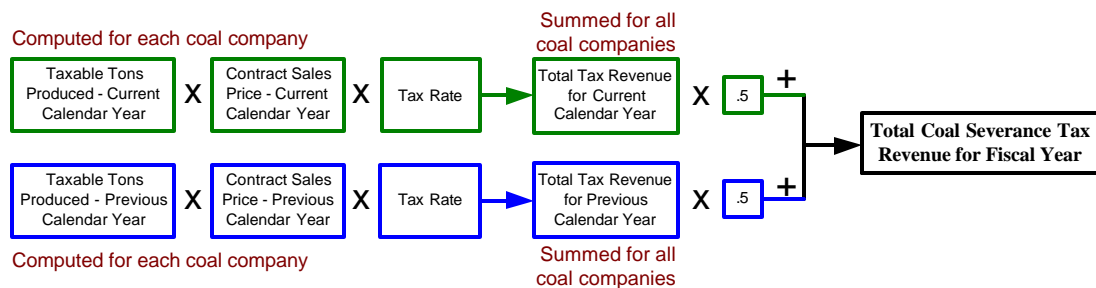 Computed for each coal company
Summed for all
coal companies
Taxable Tons
Produced - Current
Calendar Year
X
Contract Sales
Price - Current
Calendar Year
X
Tax Rate
Total Tax Revenue
for Current
Calendar Year
X
.5
+
Total Coal Severance Tax
Revenue for Fiscal Year
Taxable Tons
Produced - Previous
Calendar Year
X
Contract Sales
Price - Previous
Calendar Year
X
Tax Rate
Total Tax Revenue
for Previous
Calendar Year
X
.5
+
Computed for each coal company
Summed for all
coal companies